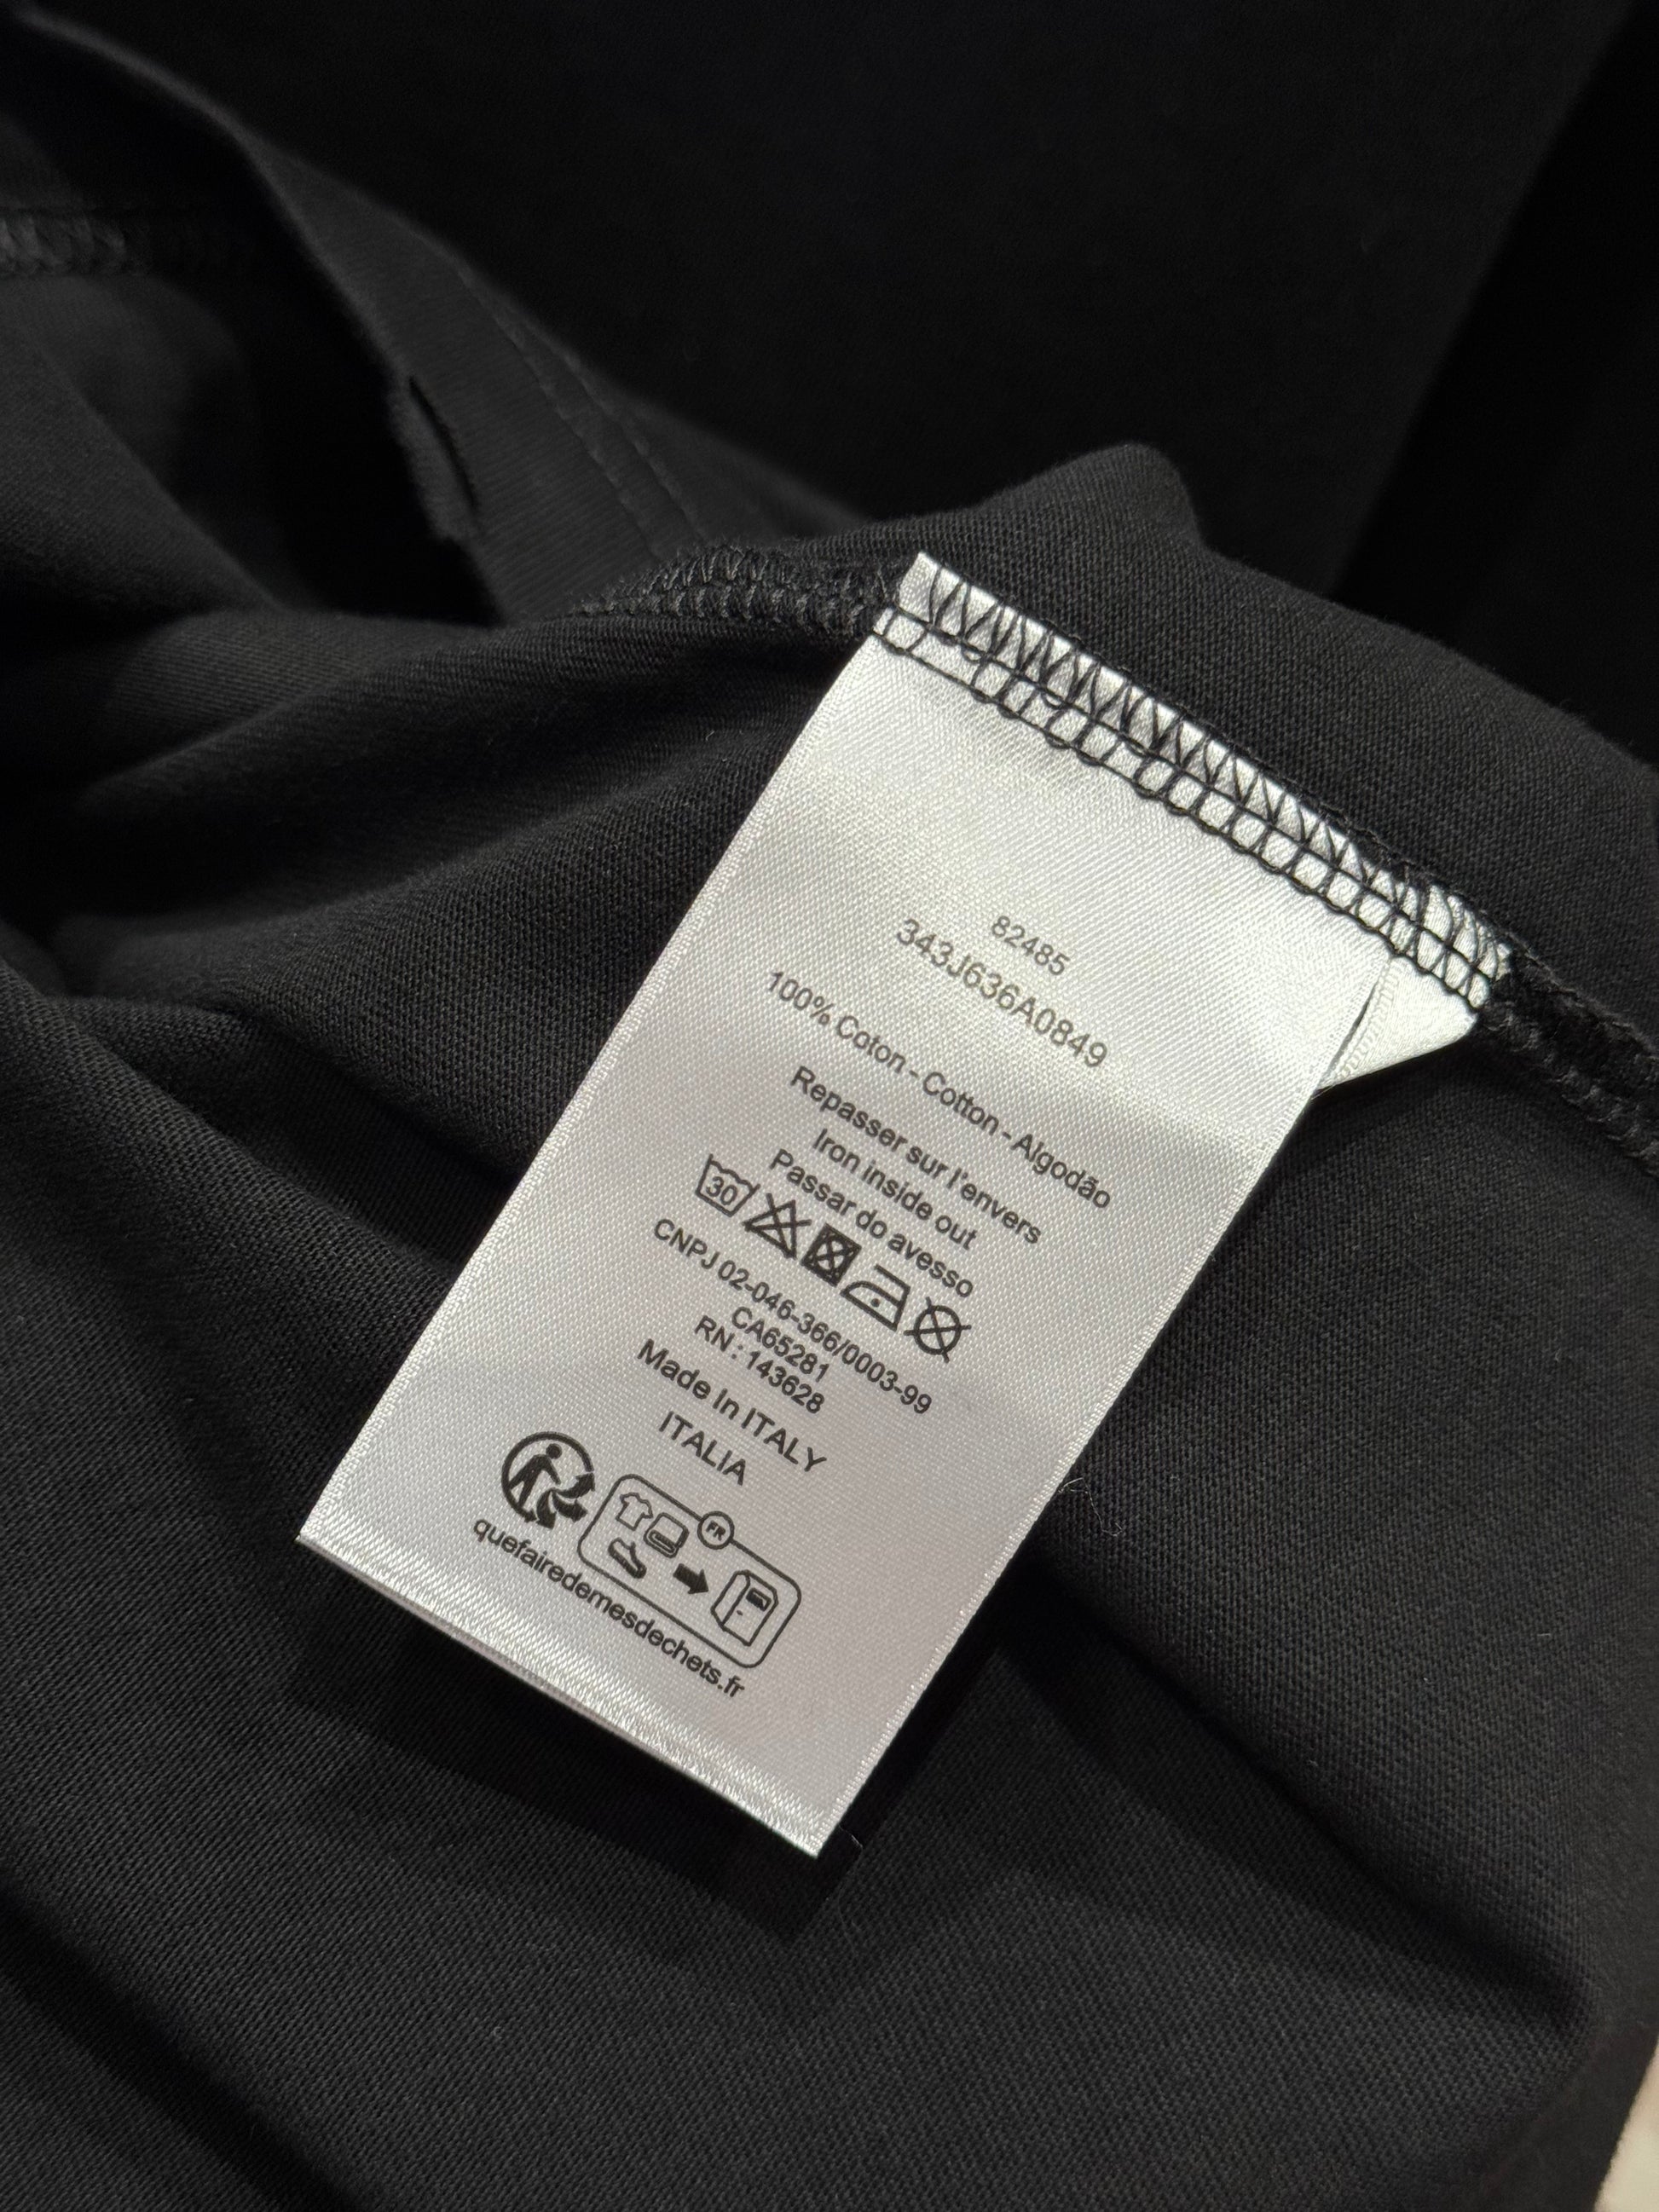 82485
343J636A0849
100% Coton - Cotton - Algodão
Repasser sur l'envers
Iron inside out
Passar do avesso
30
CNPJ 02-046-366/0003-99
CA65281
RN : 143628
Made In ITALY
ITALIA
FR
quefairedemesdechets.fr